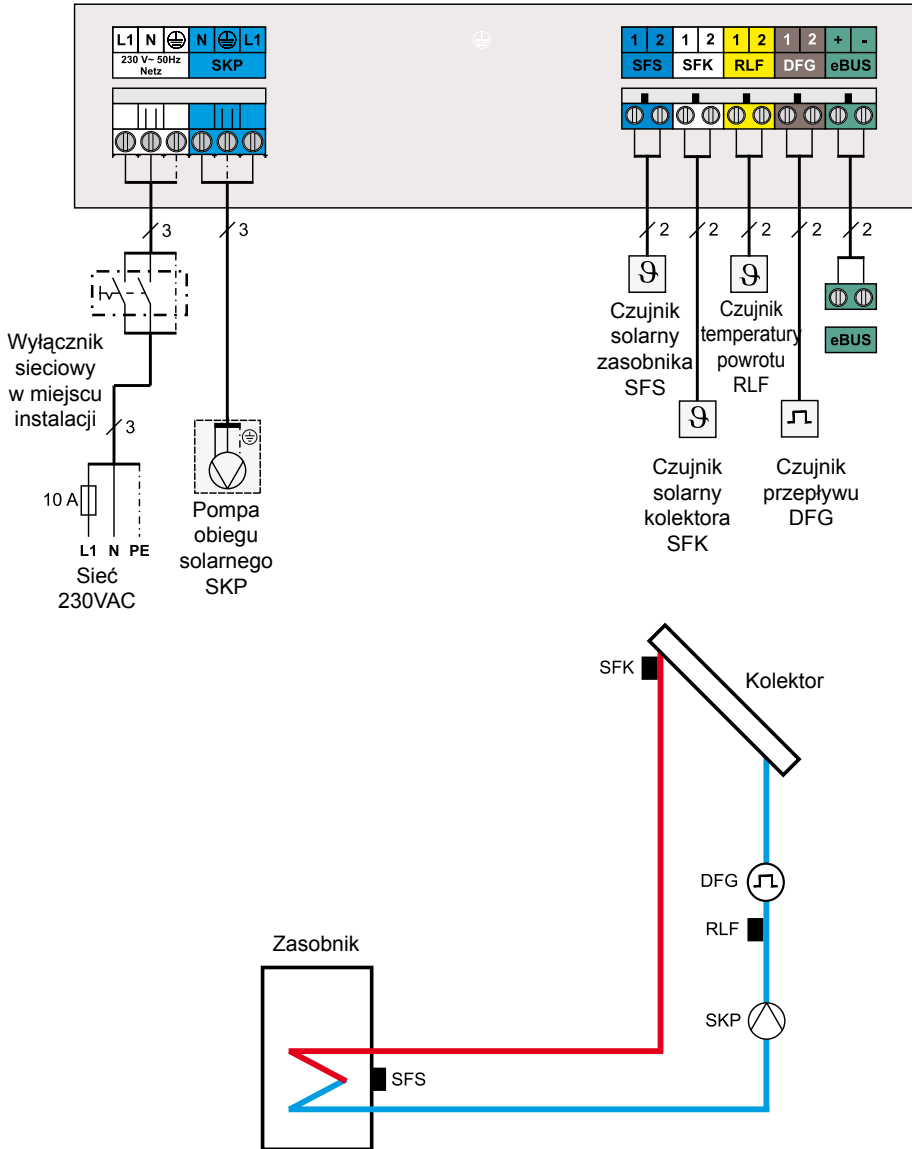 L1 N N L1
230 V~ 50Hz
Netz
SKP
1 2 1 2 1 2 1 2 + -
SFS SFK RLF DFG eBUS
3 3 2 2 2 2 2
Wyłącznik
sieciowy
w miejscu
instalacji
3
10 A
L1 N PE
Sieć
230VAC
Pompa
obiegu
solarnego
SKP
Czujnik
solarny
zasobnika
SFS
Czujnik
temperatury
powrotu
RLF
eBUS
Czujnik
solarny
kolektora
SFK
Czujnik
przepływu
DFG
SFK
Kolektor
DFG
RLF
Zasobnik
SKP
SFS